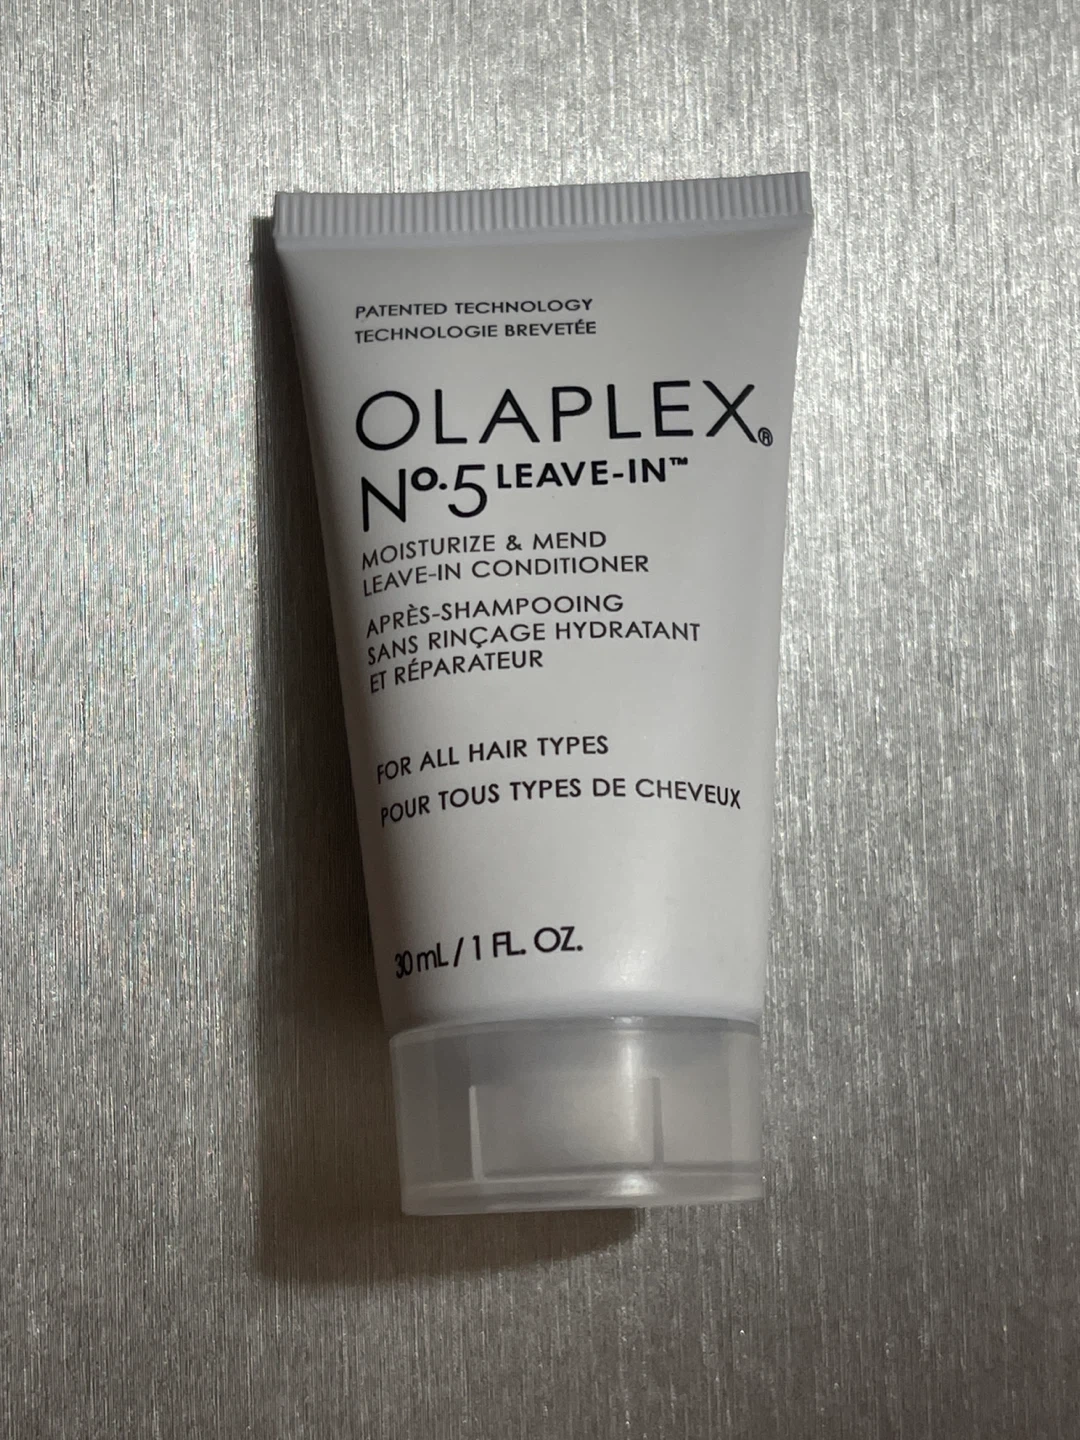 PATENTED TECHNOLOGY
TECHNOLOGIE BREVETÉE
OLAPLEX®
Nº.5 LEAVE-IN™
MOISTURIZE & MEND
LEAVE-IN CONDITIONER
APRÈS-SHAMPOOING
SANS RINÇAGE HYDRATANT
ET RÉPARATEUR
FOR ALL HAIR TYPES
POUR TOUS TYPES DE CHEVEUX
30 mL / 1 FL. OZ.